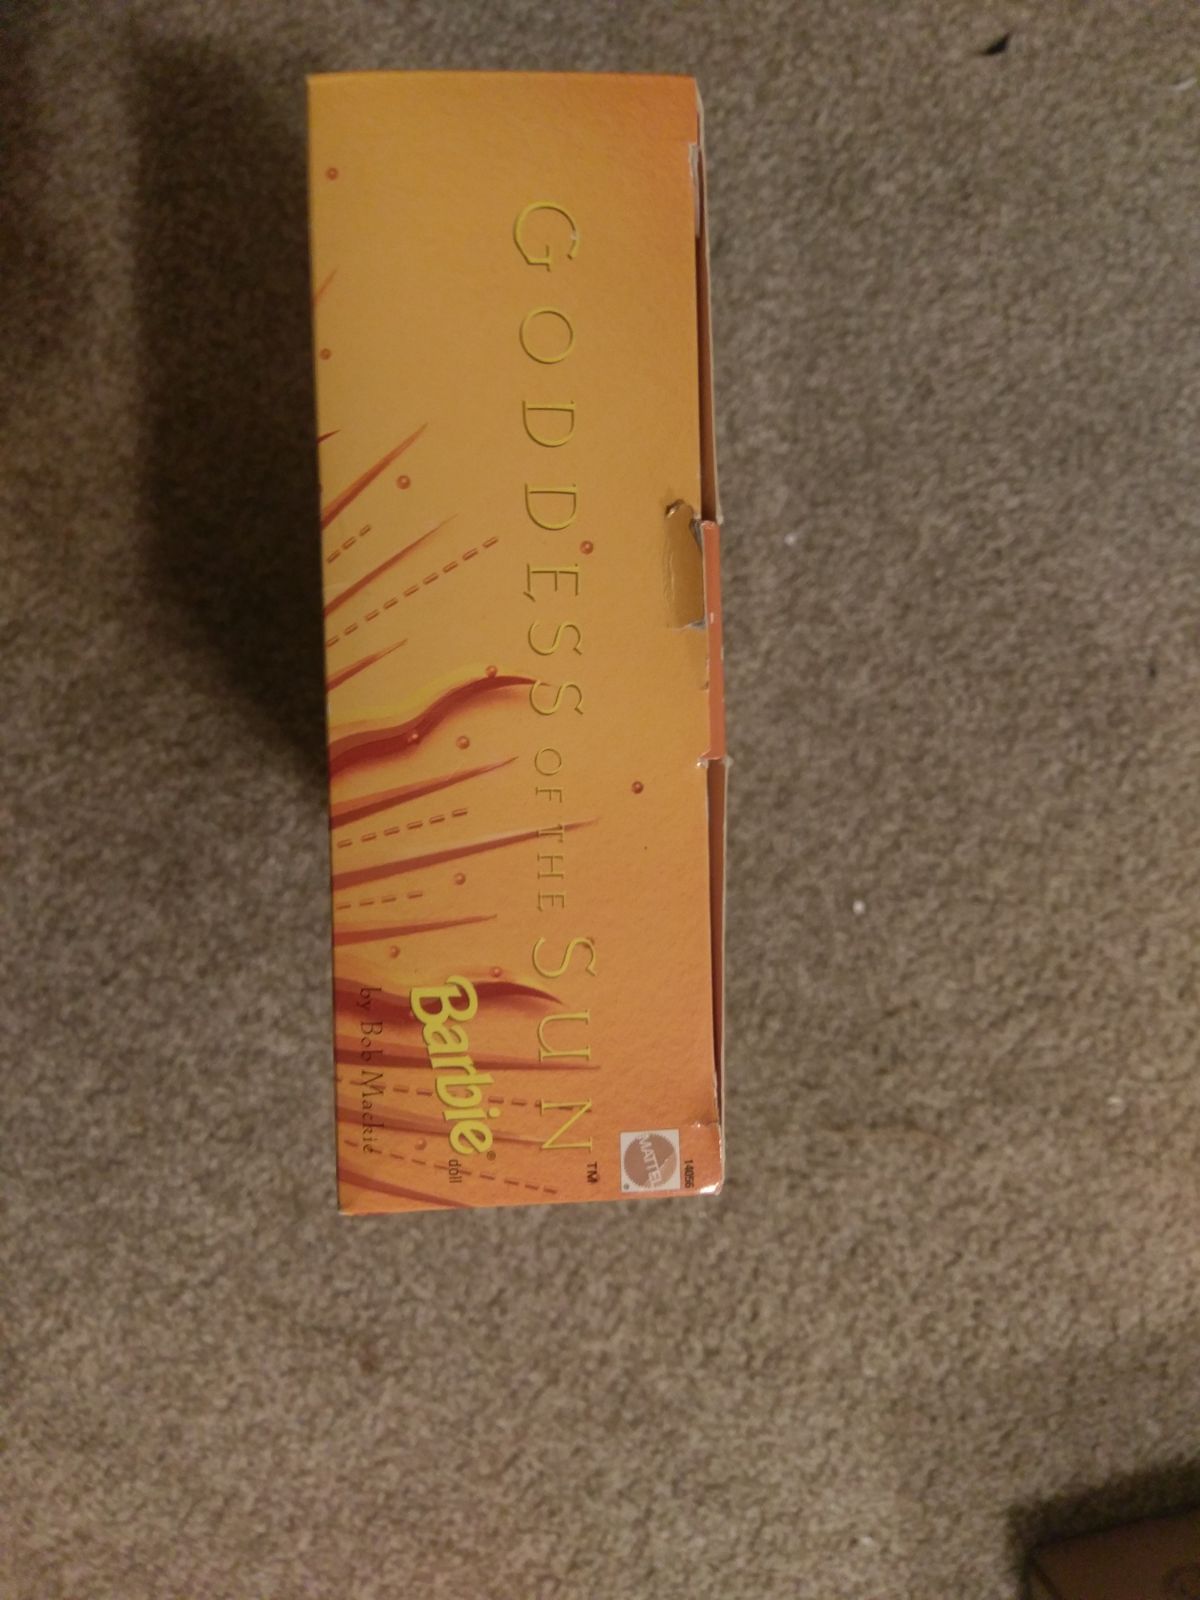 14056
MATTEL®
GODDESS OF THE SUN™
Barbie® doll
by Bob Mackie